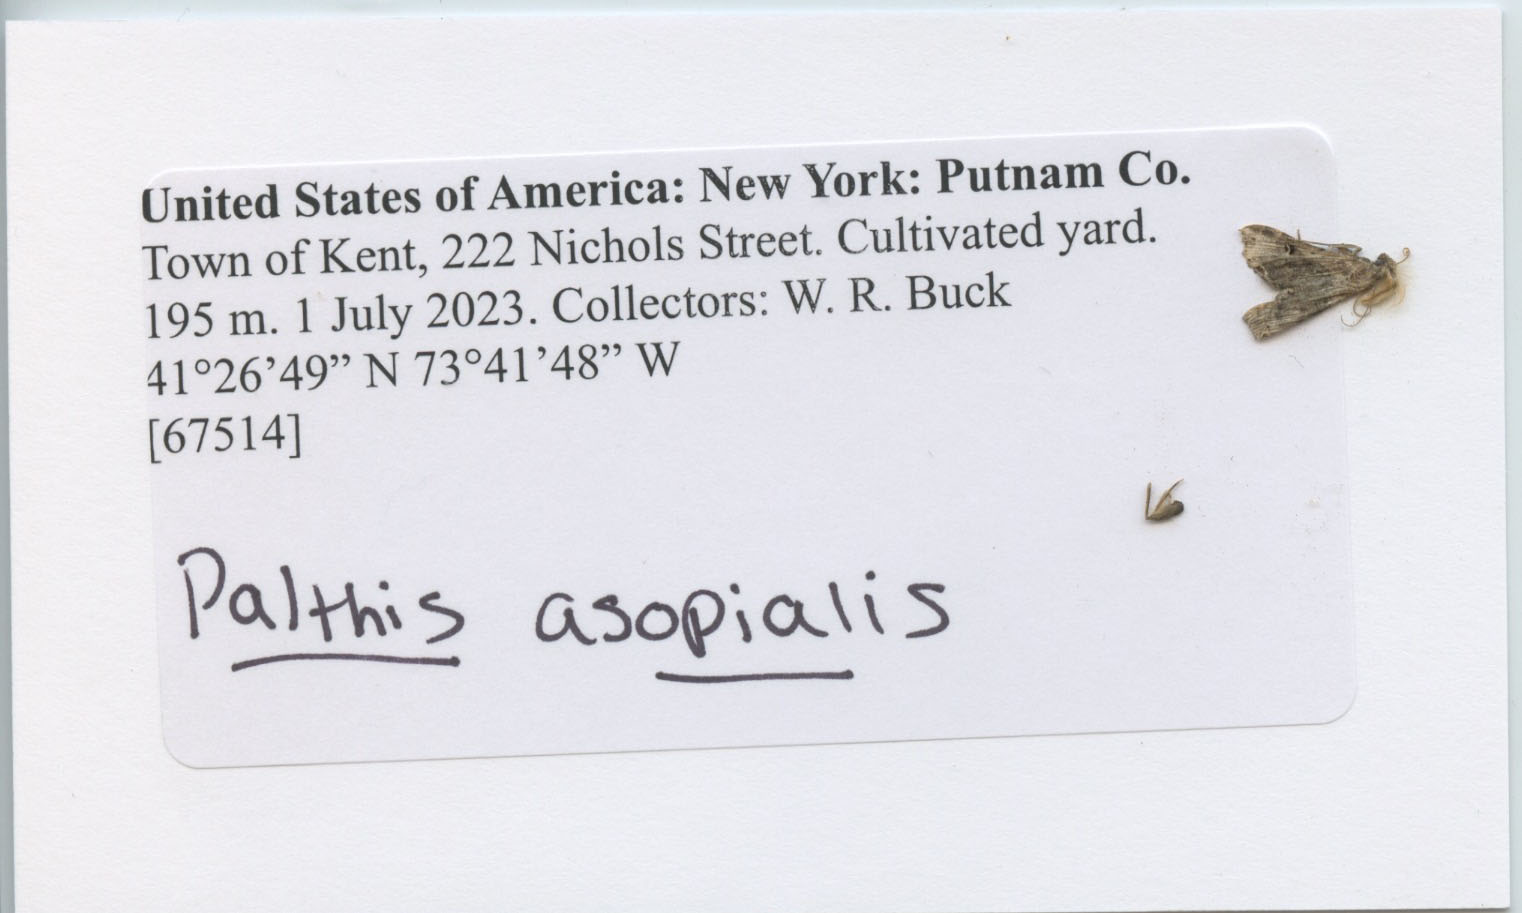 United States of America: New York: Putnam Co.
Town of Kent, 222 Nichols Street. Cultivated yard.
195 m. 1 July 2023. Collectors: W. R. Buck
41°26’49” N 73°41’48” W
[67514]
Palthis asopialis